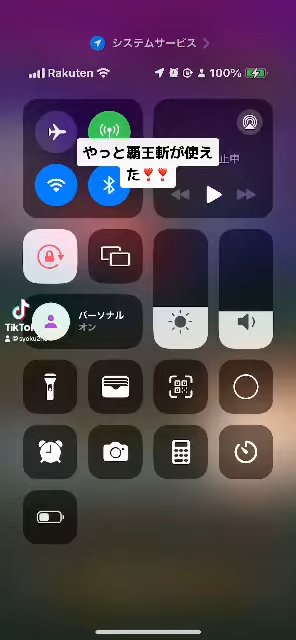 システムサービス
Rakuten
100%
やっと覇王斬が使え
た❣❣
止中
パーソナル
オン
TikTok